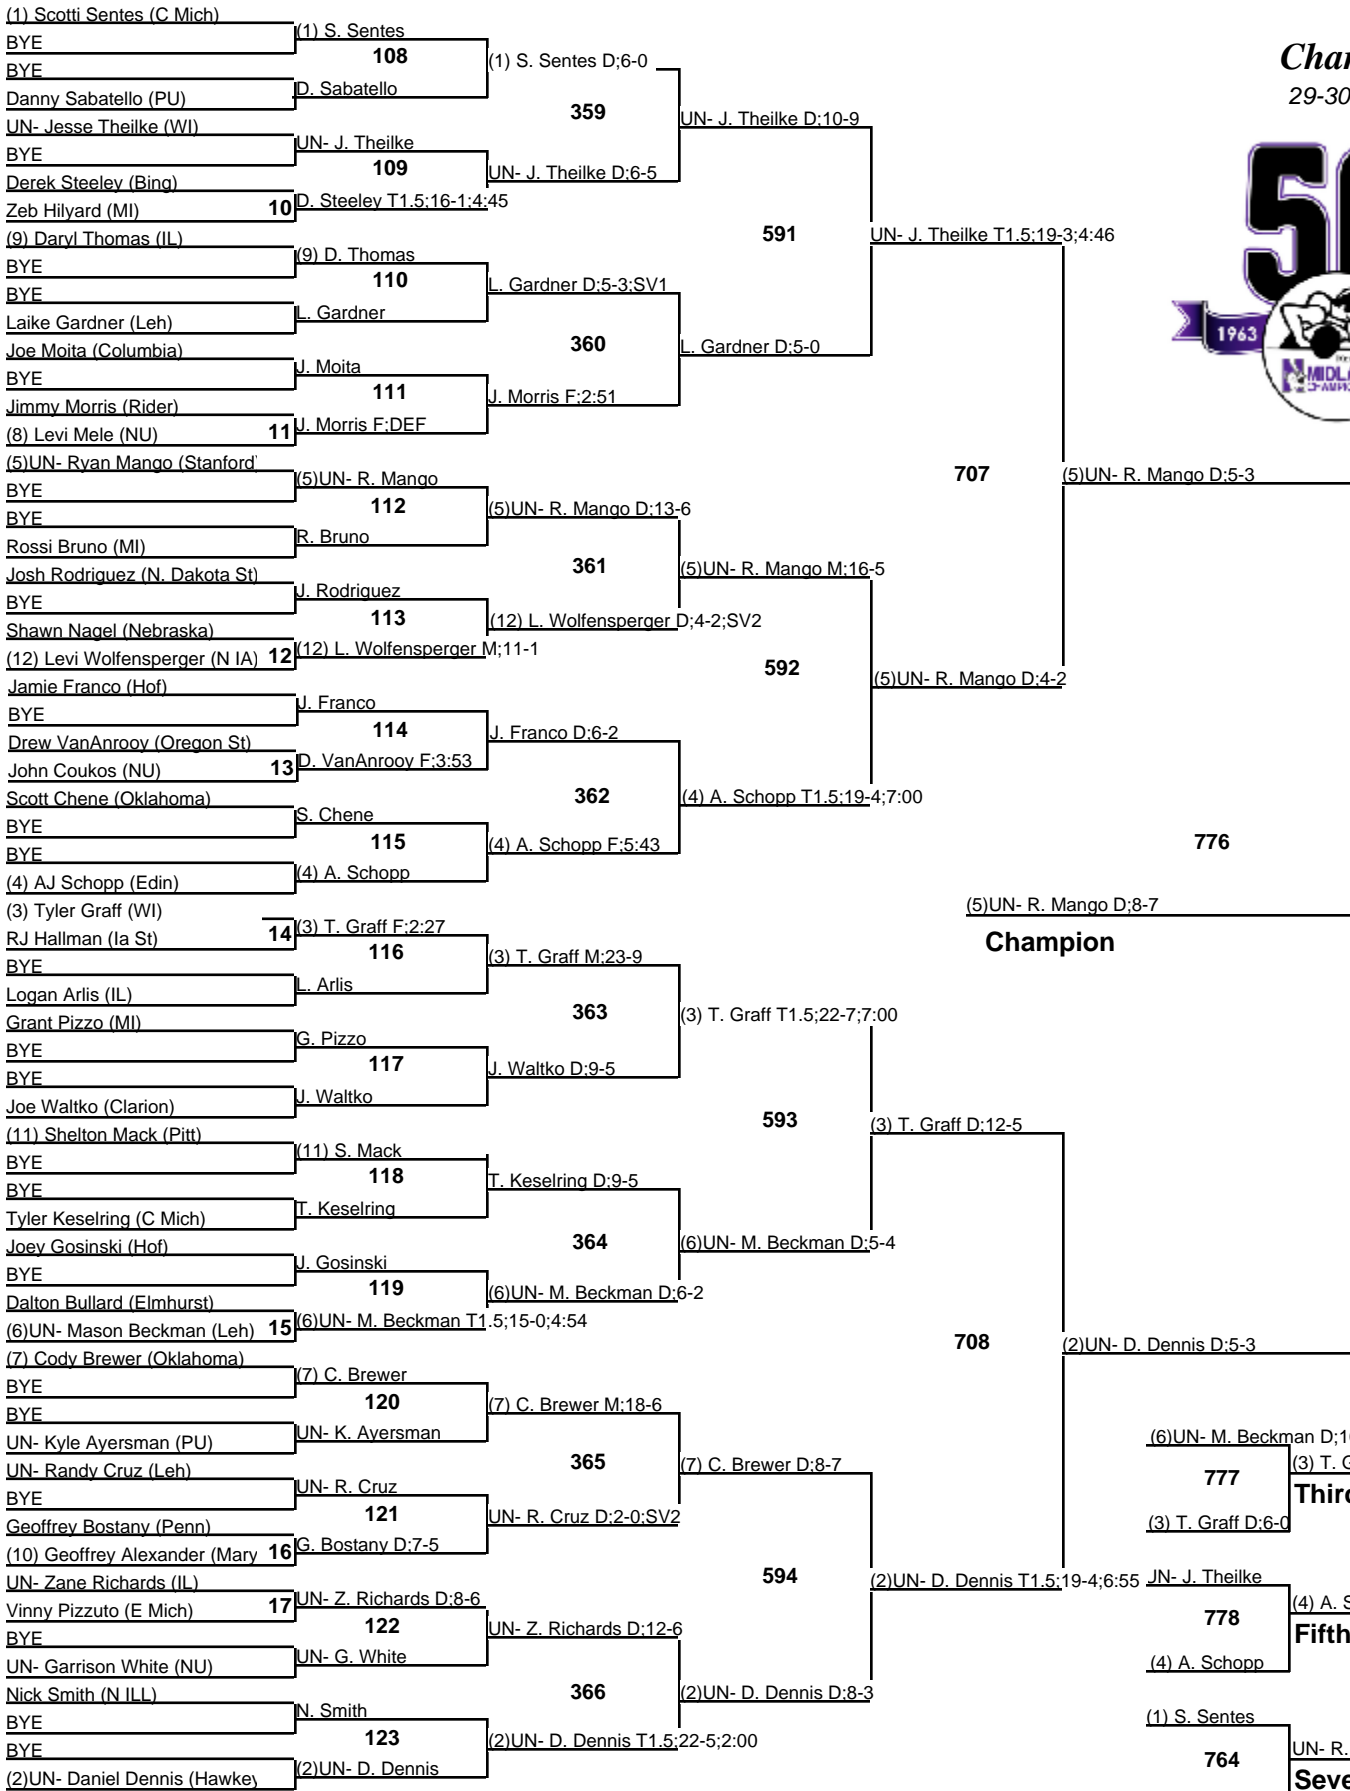 (1) Scotti Sentes (C Mich)
BYE
BYE
Danny Sabatello (PU)
UN- Jesse Theilke (WI)
BYE
Derek Steeley (Bing)
Zeb Hilyard (MI)
10
(9) Daryl Thomas (IL)
BYE
BYE
Laike Gardner (Leh)
Joe Moita (Columbia)
BYE
Jimmy Morris (Rider)
(8) Levi Mele (NU)
11
(5)UN- Ryan Mango (Stanford)
BYE
BYE
Rossi Bruno (MI)
Josh Rodriguez (N. Dakota St)
BYE
Shawn Nagel (Nebraska)
(12) Levi Wolfensperger (N IA)
12
Jamie Franco (Hof)
BYE
Drew VanAnrooy (Oregon St)
John Coukos (NU)
13
Scott Chene (Oklahoma)
BYE
BYE
(4) AJ Schopp (Edin)
(3) Tyler Graff (WI)
RJ Hallman (Ia St)
14
BYE
Logan Arlis (IL)
Grant Pizzo (MI)
BYE
BYE
Joe Waltko (Clarion)
(11) Shelton Mack (Pitt)
BYE
BYE
Tyler Keselring (C Mich)
Joey Gosinski (Hof)
BYE
Dalton Bullard (Elmhurst)
(6)UN- Mason Beckman (Leh)
15
(7) Cody Brewer (Oklahoma)
BYE
BYE
UN- Kyle Ayersman (PU)
UN- Randy Cruz (Leh)
BYE
Geoffrey Bostany (Penn)
(10) Geoffrey Alexander (Mary
16
UN- Zane Richards (IL)
Vinny Pizzuto (E Mich)
17
BYE
UN- Garrison White (NU)
Nick Smith (N ILL)
BYE
BYE
(2)UN- Daniel Dennis (Hawkey
(1) S. Sentes
108
D. Sabatello
UN- J. Theilke
109
D. Steeley T1.5;16-1;4:45
(9) D. Thomas
110
L. Gardner
J. Moita
111
J. Morris F;DEF
(5)UN- R. Mango
112
R. Bruno
J. Rodriguez
113
(12) L. Wolfensperger M;11-1
J. Franco
114
D. VanAnrooy F;3:53
S. Chene
115
(4) A. Schopp
(3) T. Graff F;2:27
116
L. Arlis
G. Pizzo
117
J. Waltko
(11) S. Mack
118
T. Keselring
J. Gosinski
119
(6)UN- M. Beckman T1.5;15-0;4:54
(7) C. Brewer
120
UN- K. Ayersman
UN- R. Cruz
121
G. Bostany D;7-5
UN- Z. Richards D;8-6
122
UN- G. White
N. Smith
123
(2)UN- D. Dennis
(1) S. Sentes D;6-0
359
UN- J. Theilke D;6-5
L. Gardner D;5-3;SV1
360
J. Morris F;2:51
(5)UN- R. Mango D;13-6
361
(12) L. Wolfensperger D;4-2;SV2
J. Franco D;6-2
362
(4) A. Schopp F;5:43
(3) T. Graff M;23-9
363
J. Waltko D;9-5
T. Keselring D;9-5
364
(6)UN- M. Beckman D;6-2
(7) C. Brewer M;18-6
365
UN- R. Cruz D;2-0;SV2
UN- Z. Richards D;12-6
366
(2)UN- D. Dennis T1.5;22-5;2:00
UN- J. Theilke D;10-9
591
L. Gardner D;5-0
(5)UN- R. Mango M;16-5
592
(4) A. Schopp T1.5;19-4;7:00
(3) T. Graff T1.5;22-7;7:00
593
(6)UN- M. Beckman D;5-4
(7) C. Brewer D;8-7
594
(2)UN- D. Dennis D;8-3
UN- J. Theilke T1.5;19-3;4:46
707
(5)UN- R. Mango D;4-2
(3) T. Graff D;12-5
708
(2)UN- D. Dennis T1.5;19-4;6:55
(5)UN- R. Mango D;5-3
776
(2)UN- D. Dennis D;5-3
(5)UN- R. Mango D;8-7
Champion
29-30
1963
(6)UN- M. Beckman D;1
777
(3) T. Graff D;6-0
(3) T. G
Third
UN- J. Theilke
778
(4) A. Schopp
(4) A. S
Fifth
(1) S. Sentes
764
UN- R.
Seve